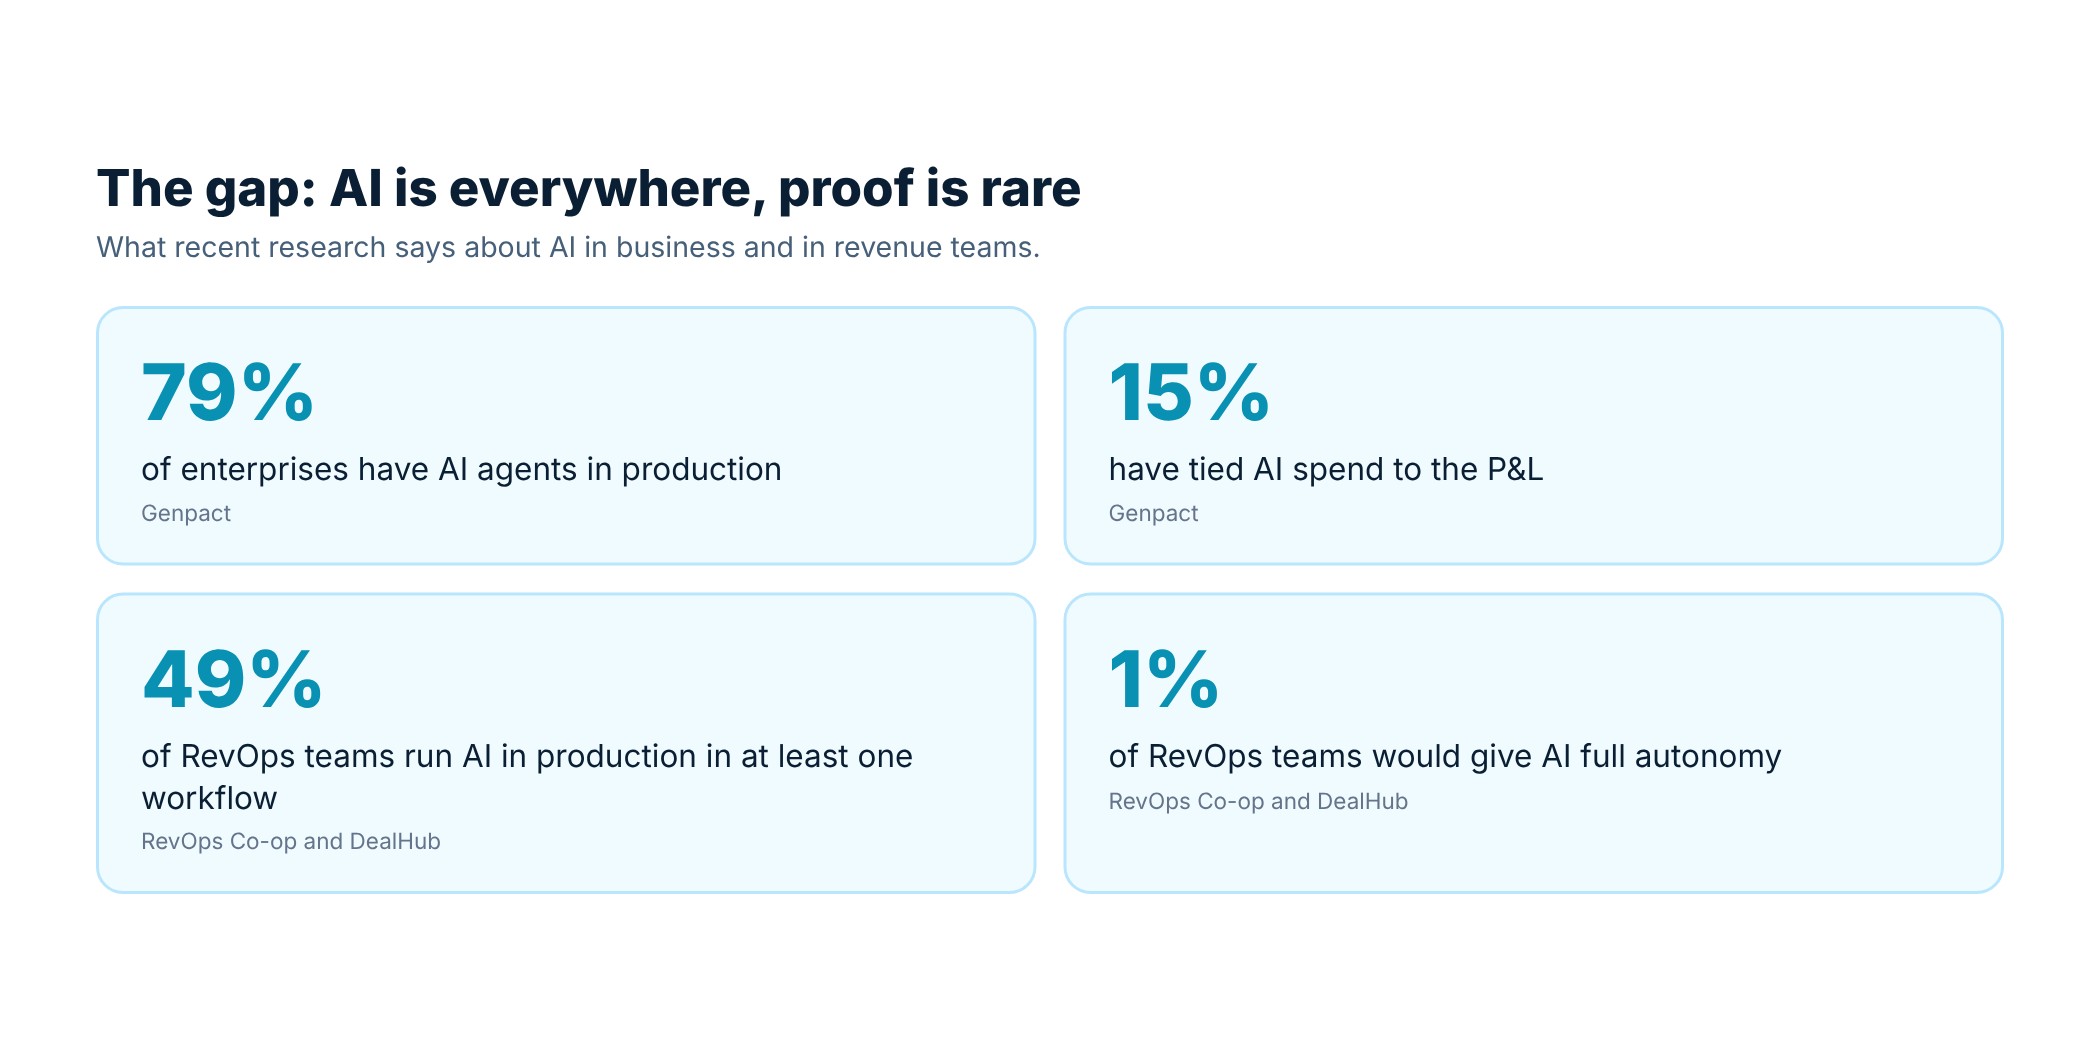 The gap: AI is everywhere, proof is rare
What recent research says about AI in business and in revenue teams.
79%
of enterprises have AI agents in production
Genpact
15%
have tied AI spend to the P&L
Genpact
49%
of RevOps teams run AI in production in at least one
workflow
RevOps Co-op and DealHub
1%
of RevOps teams would give AI full autonomy
RevOps Co-op and DealHub